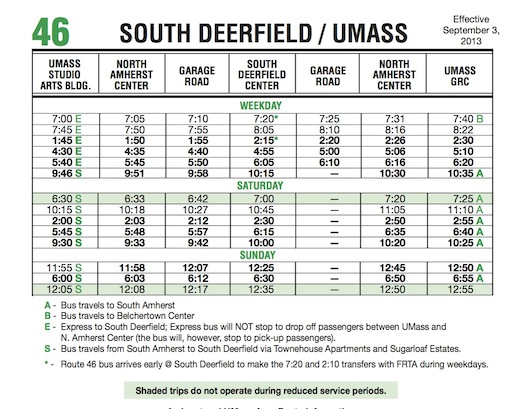 46
SOUTH DEERFIELD / UMASS
Effective
September 3,
2013
UMASS STUDIO ARTS BLDG. NORTH AMHERST CENTER GARAGE ROAD SOUTH DEERFIELD CENTER GARAGE ROAD NORTH AMHERST CENTER UMASS GRC
WEEKDAY
7:00 E 7:05 7:10 7:20* 7:25 7:31 7:40 B
7:45 E 7:50 7:55 8:05 8:10 8:16 8:22
1:45 E 1:50 1:55 2:15* 2:20 2:26 2:30
4:30 E 4:35 4:40 4:55 5:00 5:06 5:10
5:40 E 5:45 5:50 6:05 6:10 6:16 6:20
9:46 S 9:51 9:58 10:15 — 10:30 10:35 A
SATURDAY
6:30 S 6:33 6:42 7:00 — 7:20 7:25 A
10:15 S 10:18 10:27 10:45 — 11:05 11:10 A
2:00 S 2:03 2:12 2:30 — 2:50 2:55 A
5:45 S 5:48 5:57 6:15 — 6:35 6:40 A
9:30 S 9:33 9:42 10:00 — 10:20 10:25 A
SUNDAY
11:55 S 11:58 12:07 12:25 — 12:45 12:50 A
6:00 S 6:03 6:12 6:30 — 6:50 6:55 A
12:05 S 12:08 12:17 12:35 — 12:50 12:55
A - Bus travels to South Amherst
B - Bus travels to Belchertown Center
E - Express to South Deerfield; Express bus will NOT stop to drop off passengers between UMass and
N. Amherst Center (the bus will, however, stop to pick-up passengers).
S - Bus travels from South Amherst to South Deerfield via Townehouse Apartments and Sugarloaf Estates.
* - Route 46 bus arrives early @ South Deerfield to make the 7:20 and 2:10 transfers with FRTA during weekdays.
Shaded trips do not operate during reduced service periods.